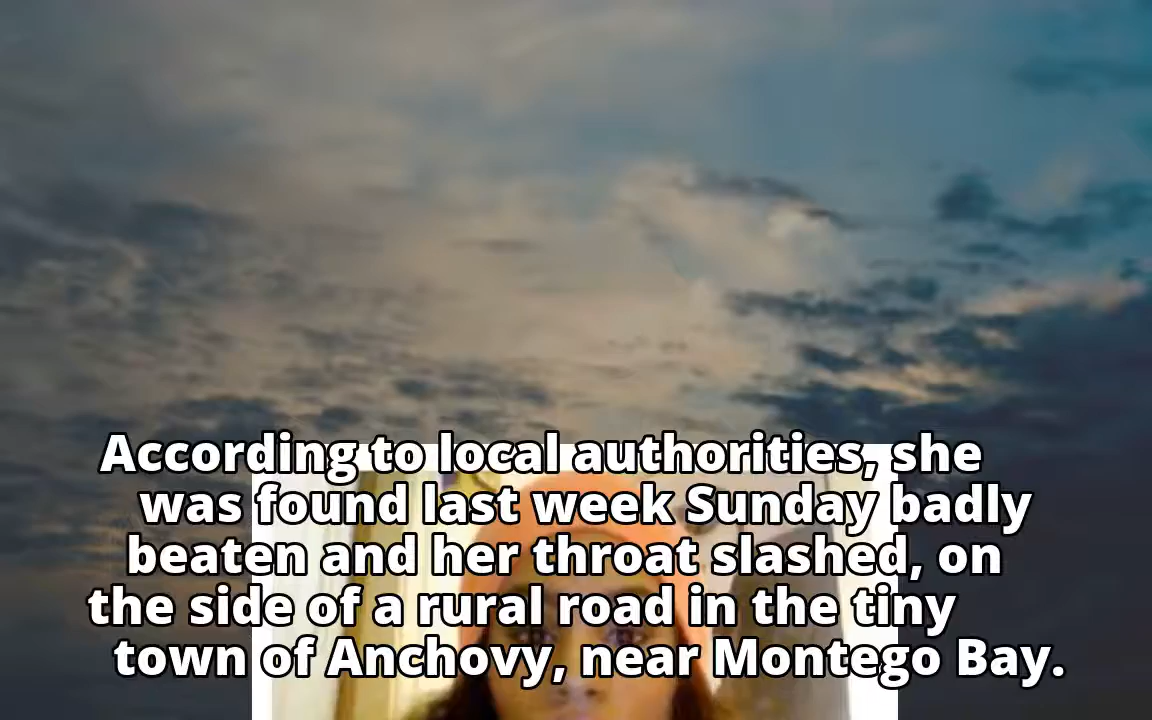 According to local authorities, she
was found last week Sunday badly
beaten and her throat slashed, on
the side of a rural road in the tiny
town of Anchovy, near Montego Bay.